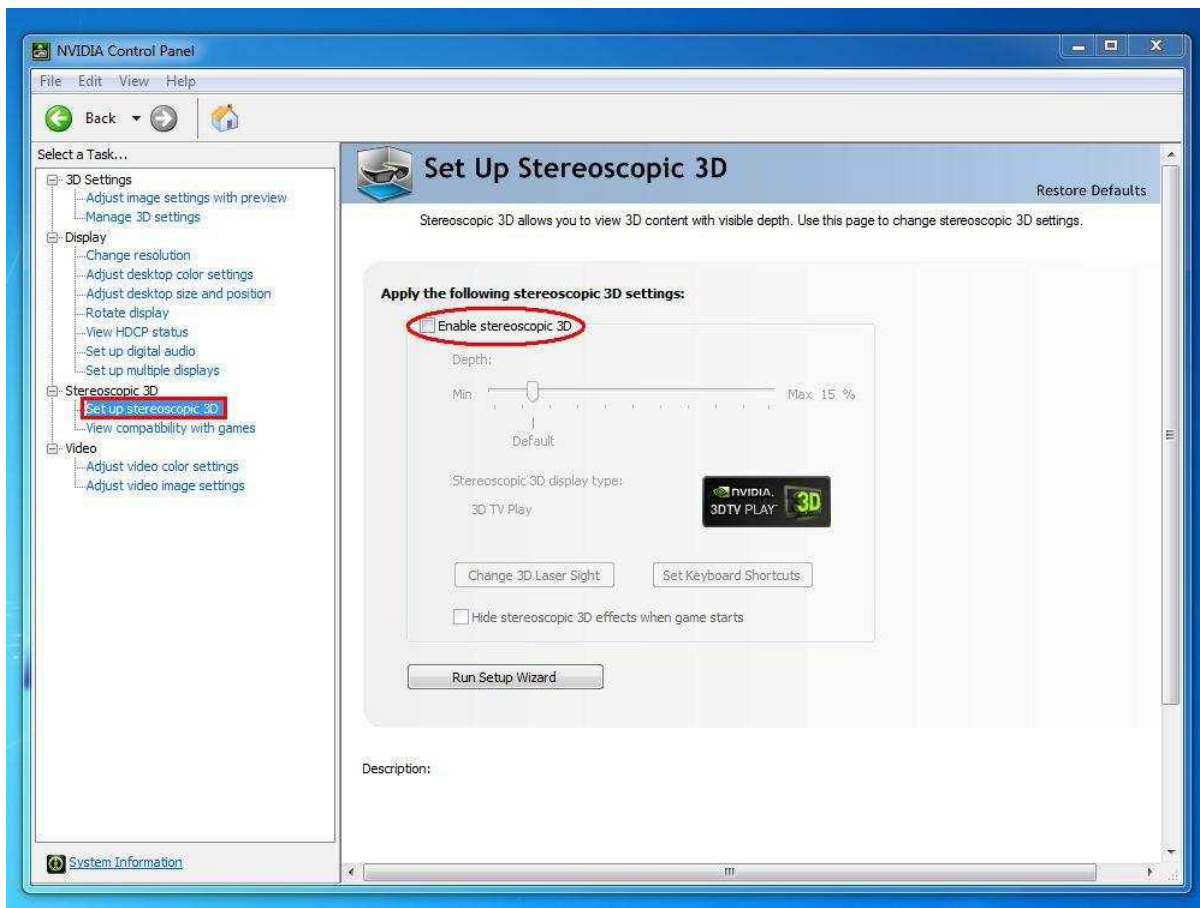 NVIDIA Control Panel
File Edit View Help
Back
Select a Task...
3D Settings
Adjust image settings with preview
Manage 3D settings
Display
Change resolution
Adjust desktop color settings
Adjust desktop size and position
Rotate display
View HDCP status
Set up digital audio
Set up multiple displays
Stereoscopic 3D
Set up stereoscopic 3D
View compatibility with games
Video
Adjust video color settings
Adjust video image settings
System Information
Set Up Stereoscopic 3D
Restore Defaults
Stereoscopic 3D allows you to view 3D content with visible depth. Use this page to change stereoscopic 3D settings.
Apply the following stereoscopic 3D settings:
Enable stereoscopic 3D
Depth:
Min Max 15 %
Default
Stereoscopic 3D display type:
3D TV Play
NVIDIA.
3DTV PLAY™ 3D
Change 3D Laser Sight Set Keyboard Shortcuts
Hide stereoscopic 3D effects when game starts
Run Setup Wizard
Description: